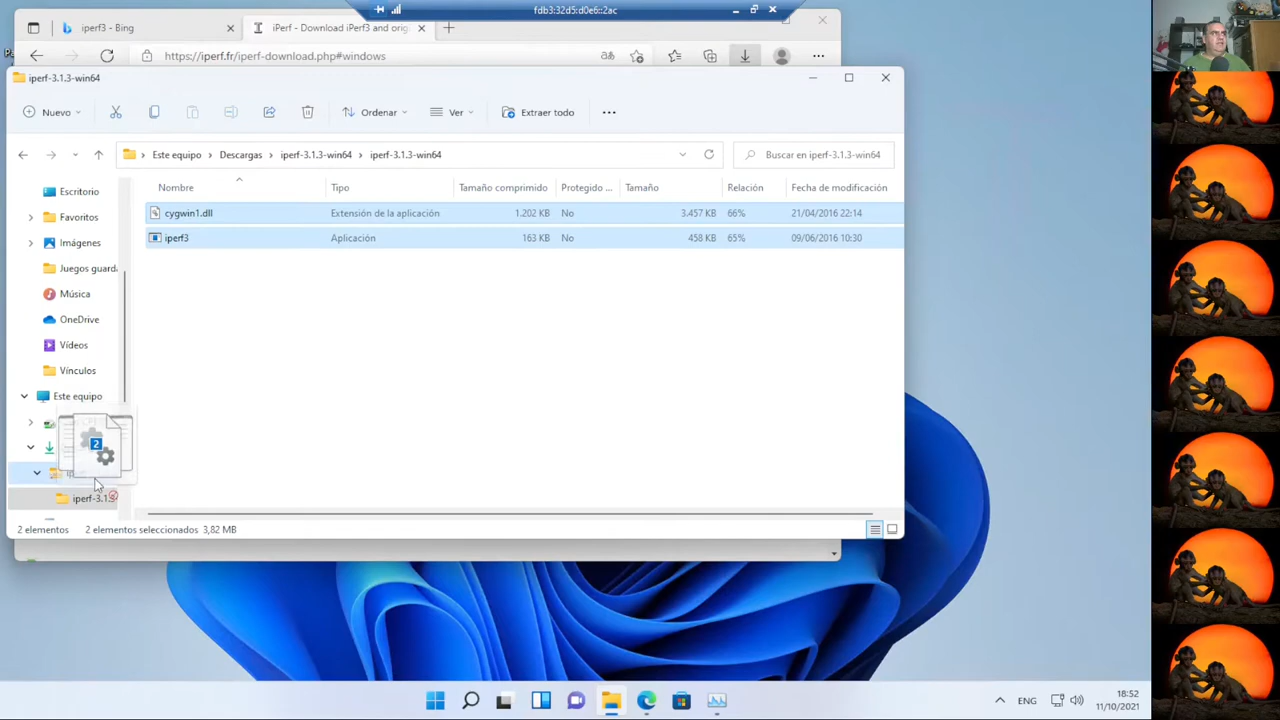 fdb3:32d5:d0e6::2ac
iperf3 - Bing
iPerf - Download iPerf3 and orig
https://iperf.fr/iperf-download.php#windows
iperf-3.1.3-win64
Nuevo
Ordenar
Ver
Extraer todo
Este equipo
Descargas
iperf-3.1.3-win64
iperf-3.1.3-win64
Buscar en iperf-3.1.3-win64
Nombre Tipo Tamaño comprimido Protegido ... Tamaño Relación Fecha de modificación
cygwin1.dll Extensión de la aplicación 1.202 KB No 3.457 KB 66% 21/04/2016 22:14
iperf3 Aplicación 163 KB No 458 KB 65% 09/06/2016 10:30
Escritorio
Favoritos
Imágenes
Juegos guard
Música
OneDrive
Vídeos
Vínculos
Este equipo
2
iperf-3.1.3-
2 elementos 2 elementos seleccionados 3,82 MB
ENG
18:52
11/10/2021